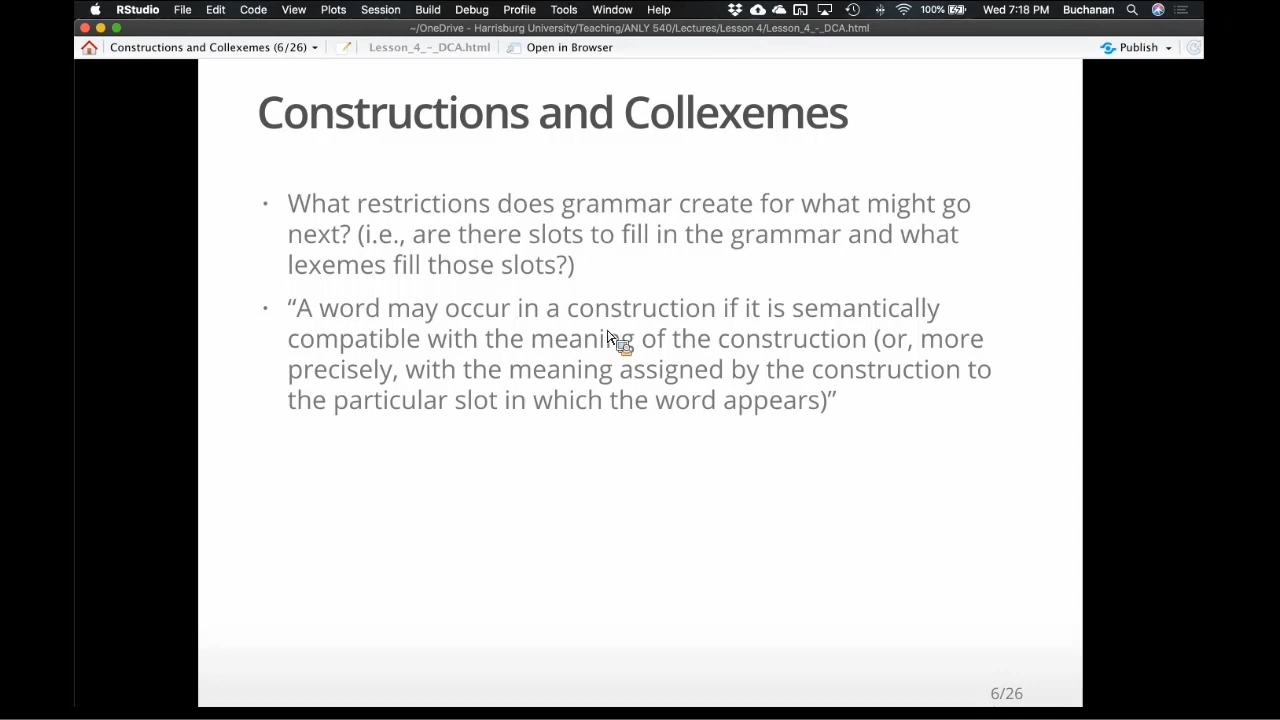 RStudio File Edit Code View Plots Session Build Debug Profile Tools Window Help 100% Wed 7:18 PM Buchanan
~/OneDrive - Harrisburg University/Teaching/ANLY 540/Lectures/Lesson 4/Lesson_4_-_DCA.html
Constructions and Collexemes (6/26) Lesson_4_-_DCA.html Open in Browser Publish
Constructions and Collexemes
• What restrictions does grammar create for what might go
next? (i.e., are there slots to fill in the grammar and what
lexemes fill those slots?)
• “A word may occur in a construction if it is semantically
compatible with the meaning of the construction (or, more
precisely, with the meaning assigned by the construction to
the particular slot in which the word appears)”
6/26